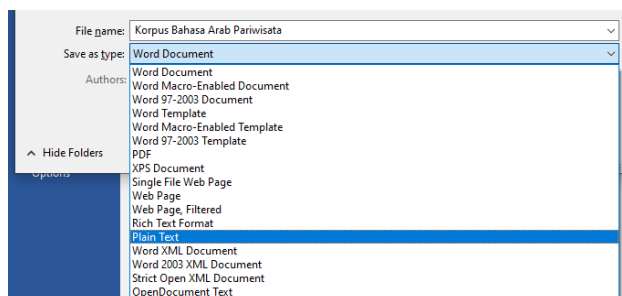 File name: Korpus Bahasa Arab Pariwisata
Save as type: Word Document
Authors:
Word Document
Word Macro-Enabled Document
Word 97-2003 Document
Word Template
Word Macro-Enabled Template
Word 97-2003 Template
Hide Folders
PDF
XPS Document
Options
Single File Web Page
Web Page
Web Page, Filtered
Rich Text Format
Plain Text
Word XML Document
Word 2003 XML Document
Strict Open XML Document
OpenDocument Text